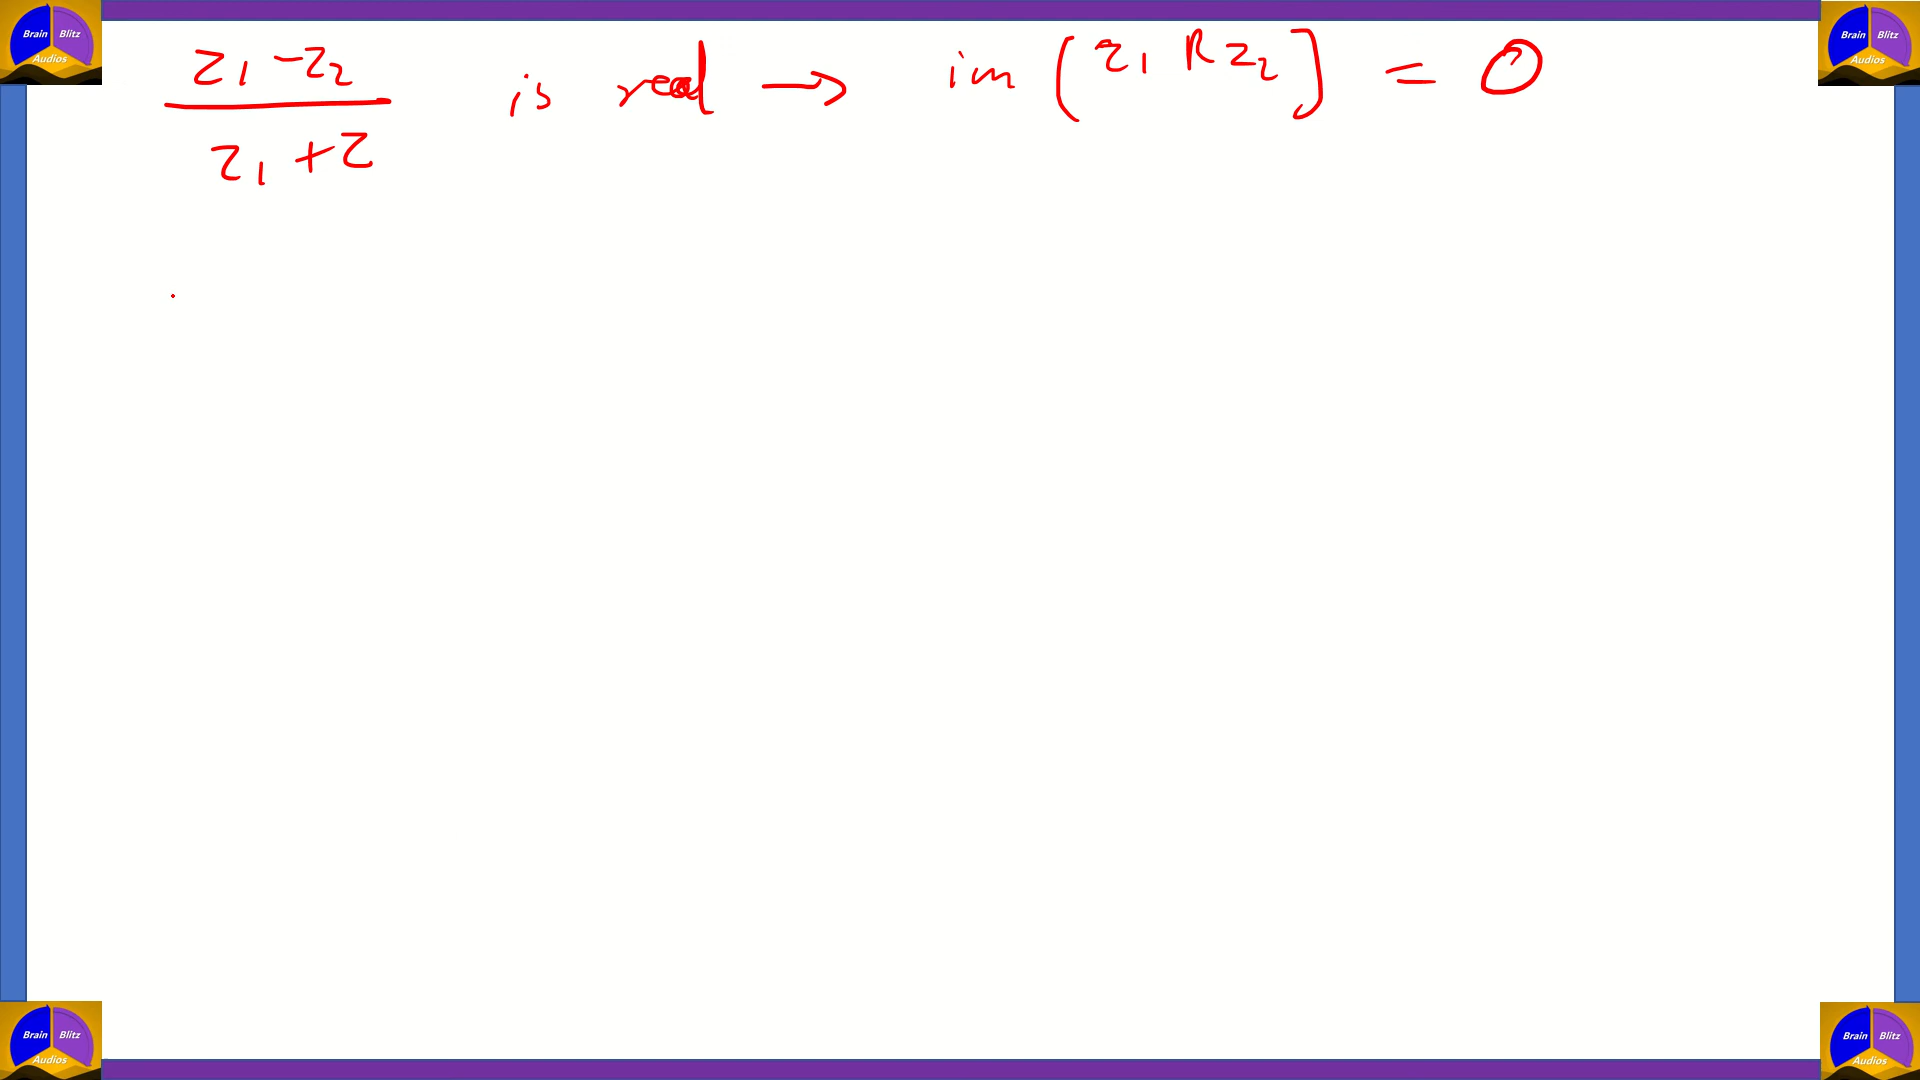 Brain Blitz Audios
Brain Blitz Audios
z₁ - z₂ is real → im [z₁ R z₂] = 0
z₁ + z
Brain Blitz Audios
Brain Blitz Audios